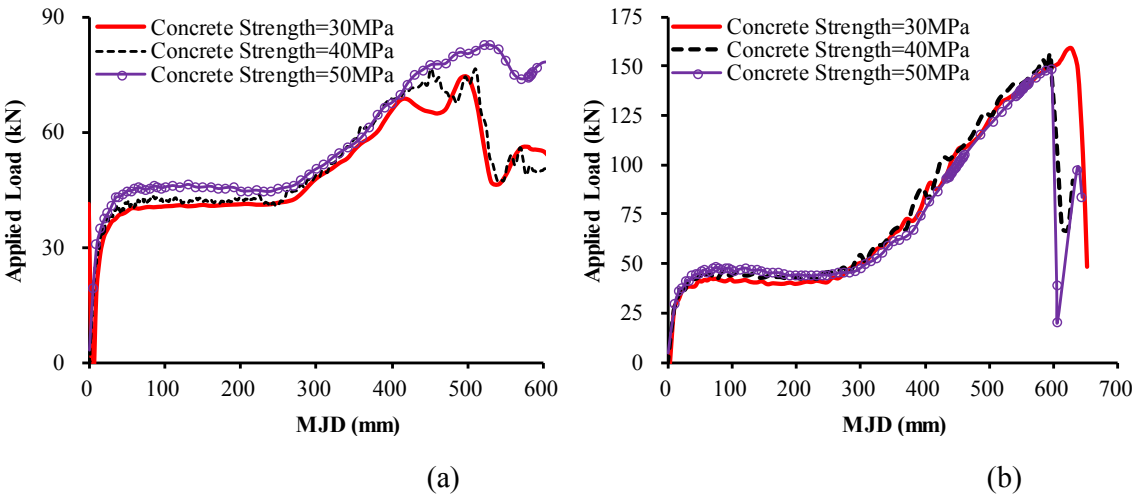 Concrete Strength=30MPa
Concrete Strength=40MPa
Concrete Strength=50MPa
90
60
30
0
Applied Load (kN)
0 100 200 300 400 500 600
MJD (mm)
(a)
Concrete Strength=30MPa
Concrete Strength=40MPa
Concrete Strength=50MPa
175
150
125
100
75
50
25
0
Applied Load (kN)
0 100 200 300 400 500 600 700
MJD (mm)
(b)